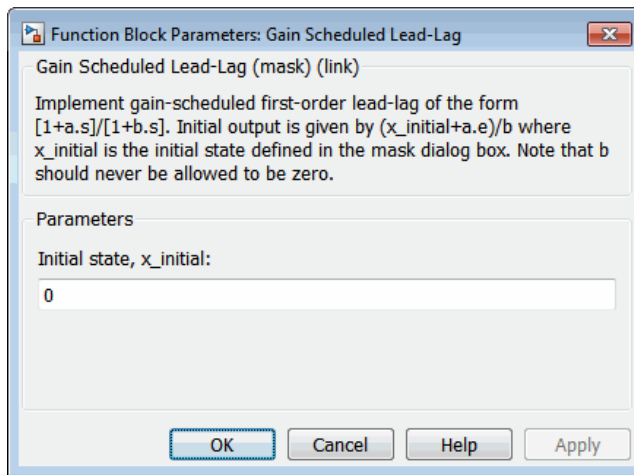 Function Block Parameters: Gain Scheduled Lead-Lag
Gain Scheduled Lead-Lag (mask) (link)
Implement gain-scheduled first-order lead-lag of the form
[1+a.s]/[1+b.s]. Initial output is given by (x_initial+a.e)/b where
x_initial is the initial state defined in the mask dialog box. Note that b
should never be allowed to be zero.
Parameters
Initial state, x_initial:
0
OK Cancel Help Apply